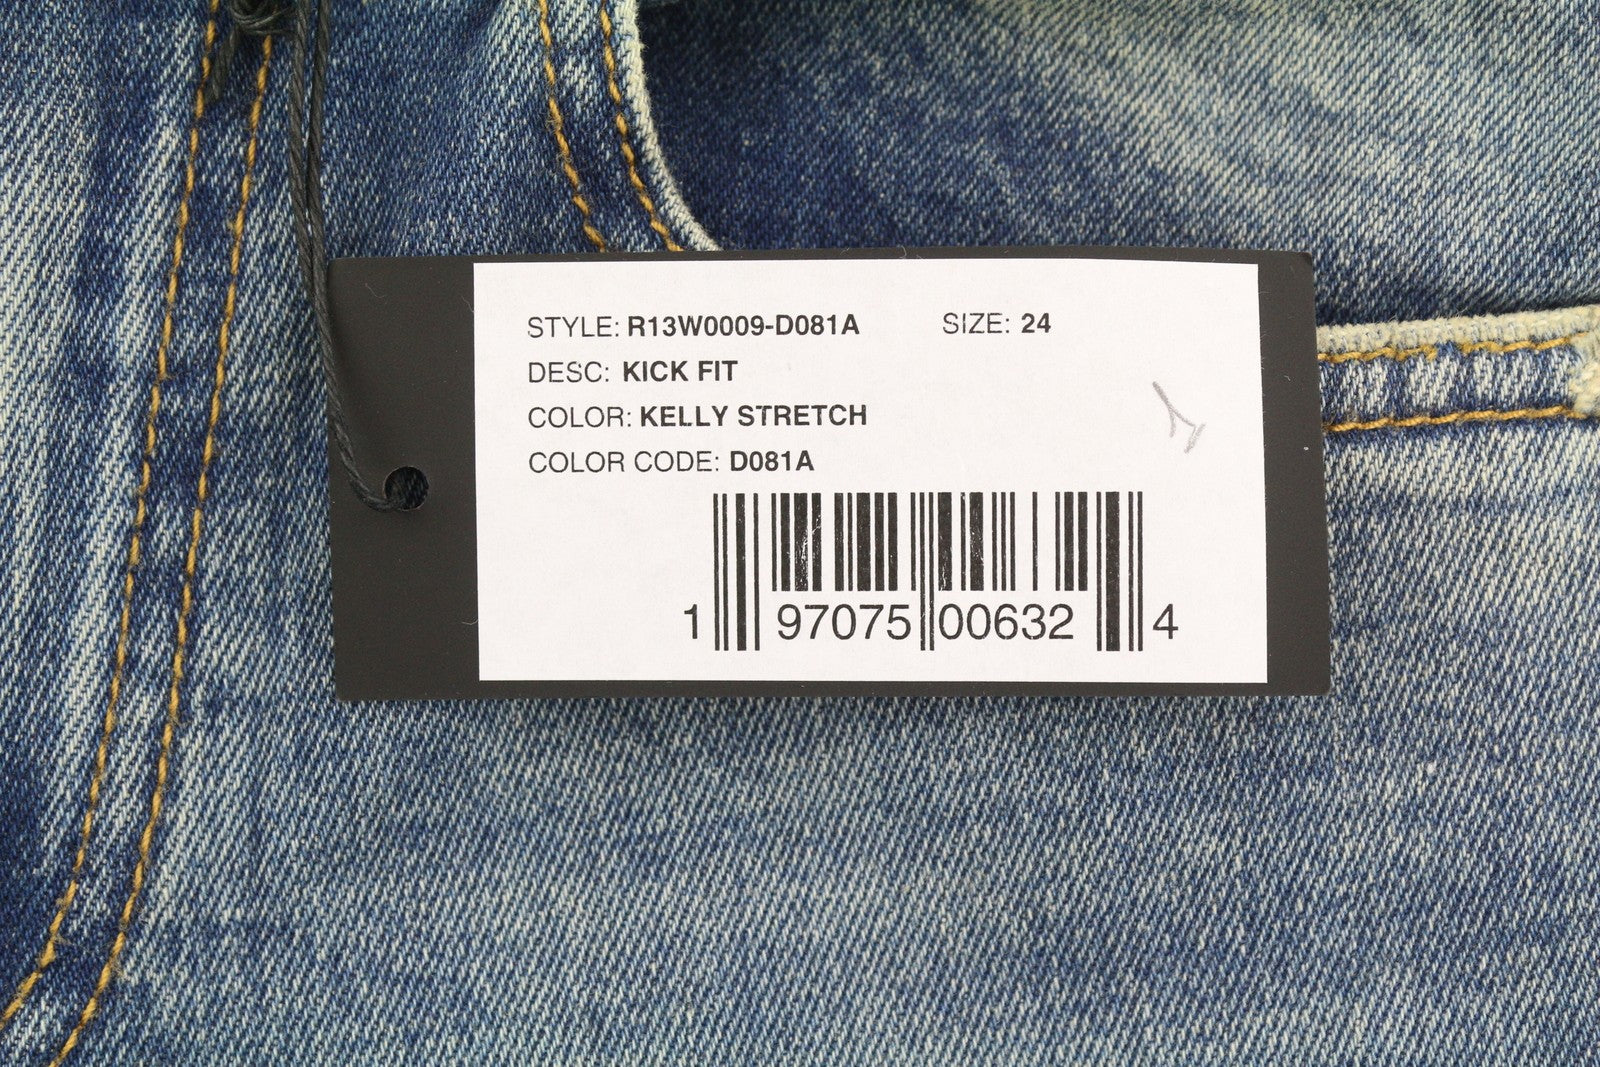 STYLE: R13W0009-D081A SIZE: 24
DESC: KICK FIT
COLOR: KELLY STRETCH
COLOR CODE: D081A
1 97075 00632 4